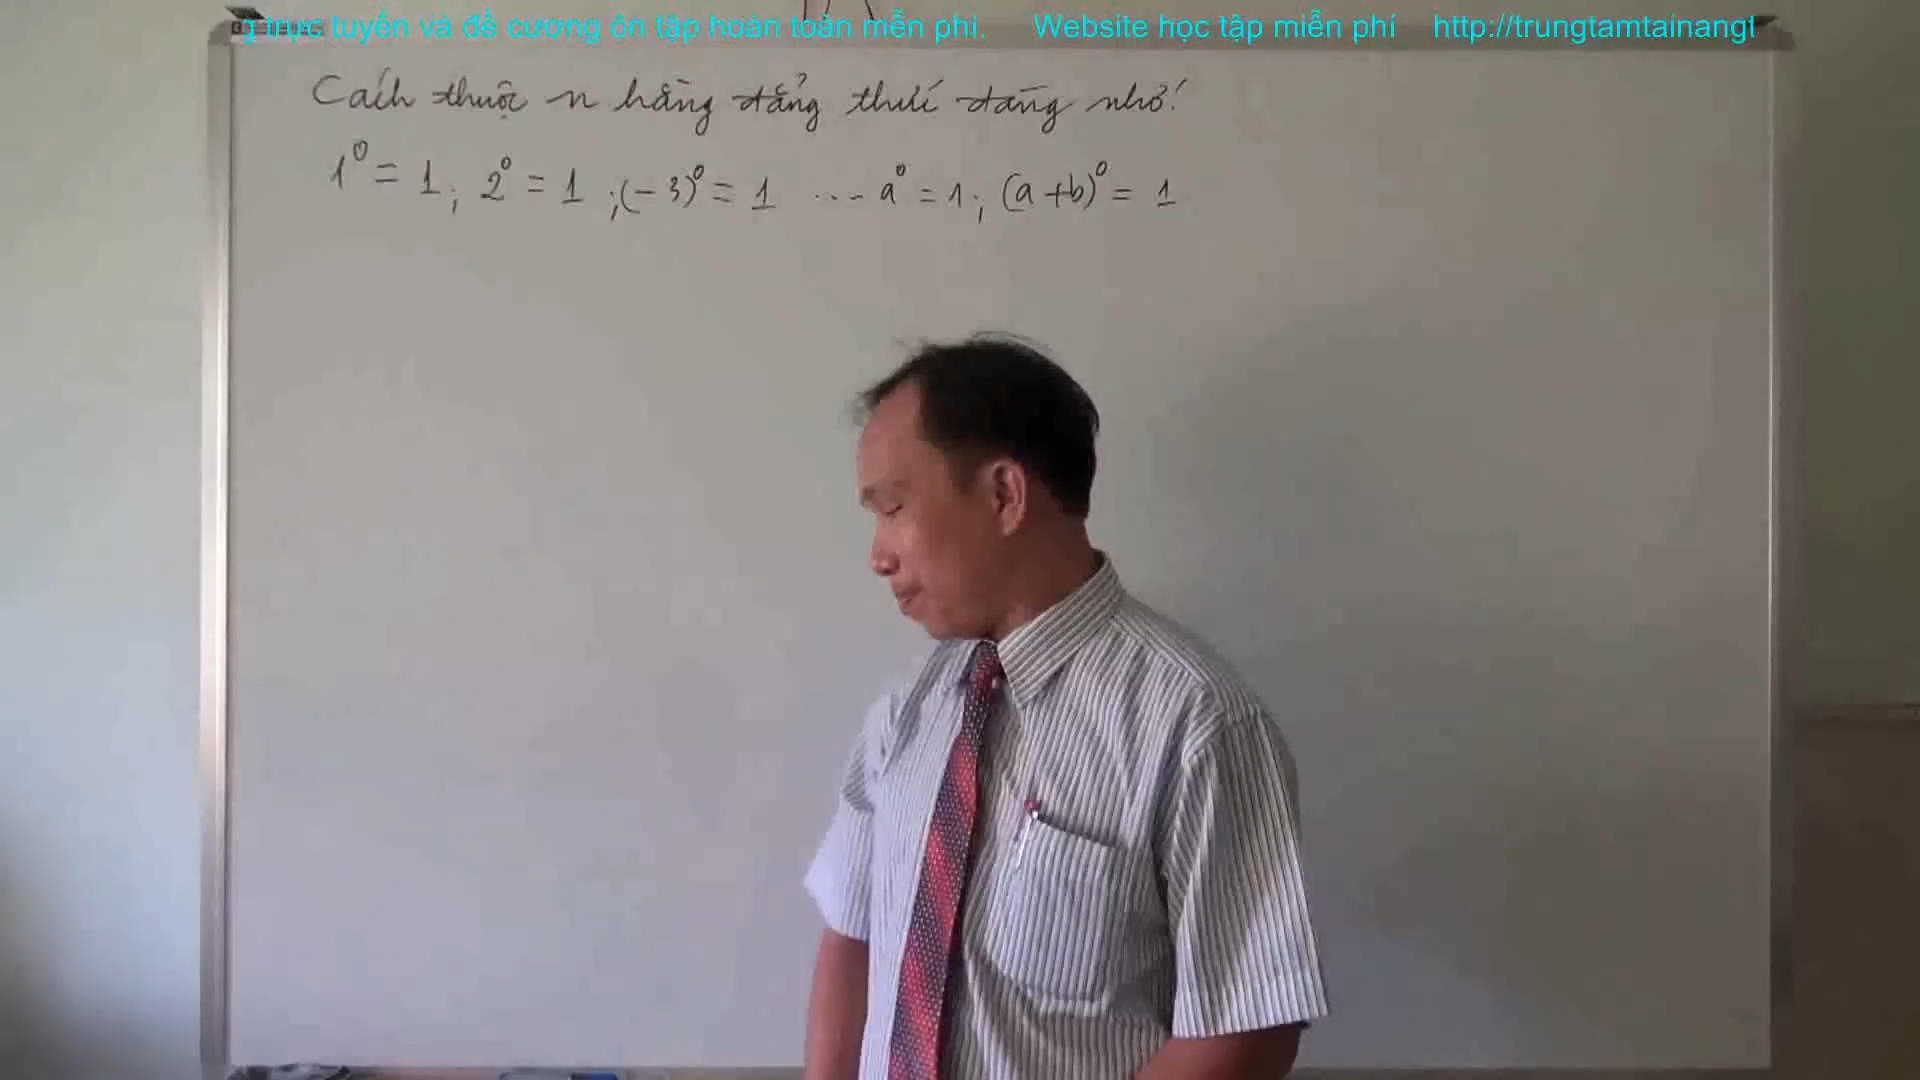 g trực tuyến và đề cương ôn tập hoàn toàn mễn phí. Website học tập miễn phí http://trungtamtainangt
Cách thuộc n hằng đẳng thức đáng nhớ!
1⁰ = 1; 2⁰ = 1; (-3)⁰ = 1 ... a⁰ = 1; (a+b)⁰ = 1